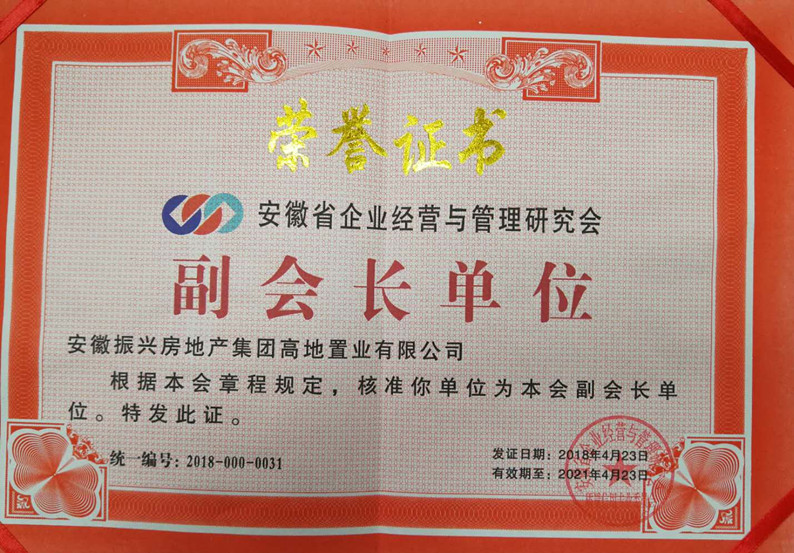 荣誉证书
安徽省企业经营与管理研究会
副会长单位
安徽振兴房地产集团高地置业有限公司
根据本会章程规定，核准你单位为本会副会长单
位。特发此证。
统一编号：2018-000-0031
发证日期：2018年4月23日
有效期至：2021年4月23日